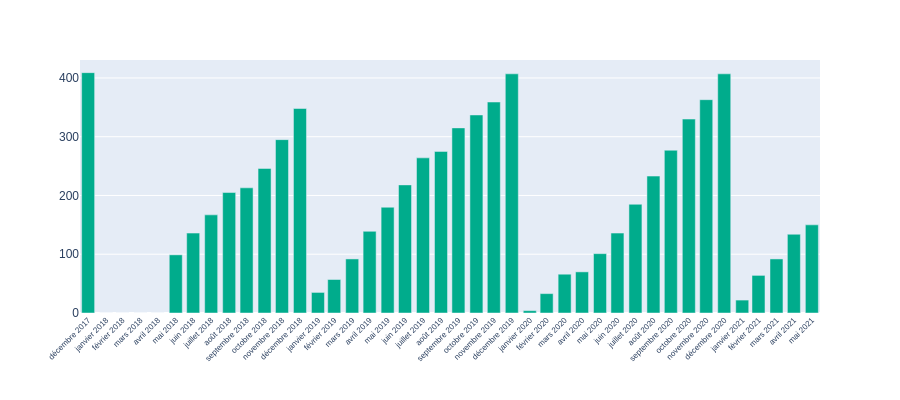 400
300
200
100
0
décembre 2017
janvier 2018
février 2018
mars 2018
avril 2018
mai 2018
juin 2018
juillet 2018
août 2018
septembre 2018
octobre 2018
novembre 2018
décembre 2018
janvier 2019
février 2019
mars 2019
avril 2019
mai 2019
juin 2019
juillet 2019
août 2019
septembre 2019
octobre 2019
novembre 2019
décembre 2019
janvier 2020
février 2020
mars 2020
avril 2020
mai 2020
juin 2020
juillet 2020
août 2020
septembre 2020
octobre 2020
novembre 2020
décembre 2020
janvier 2021
février 2021
mars 2021
avril 2021
mai 2021